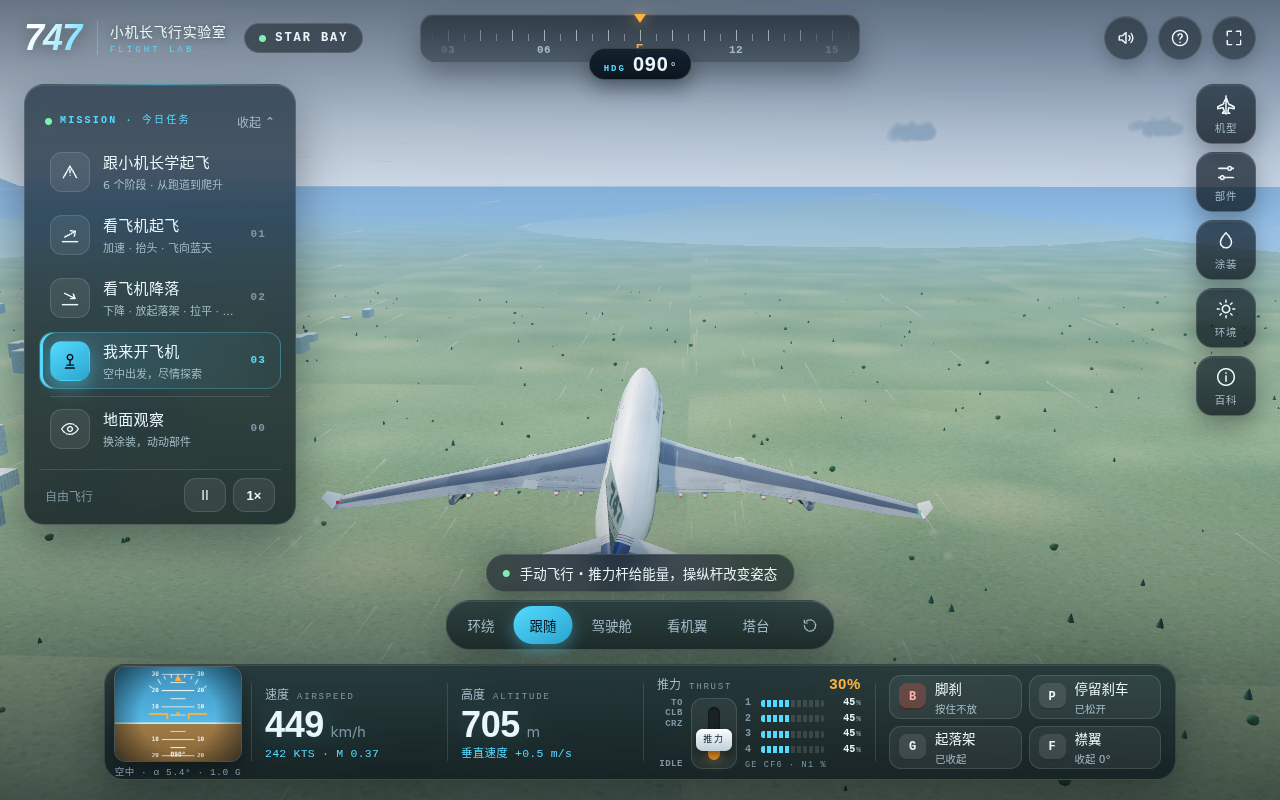 747
小机长飞行实验室
FLIGHT LAB
STAR BAY
03 06 E 12 15
HDG 090°
MISSION · 今日任务
收起
跟小机长学起飞
6 个阶段 · 从跑道到爬升
看飞机起飞
加速 · 抬头 · 飞向蓝天
01
看飞机降落
下降 · 放起落架 · 拉平 · …
02
我来开飞机
空中出发，尽情探索
03
地面观察
换涂装，动动部件
00
自由飞行
1×
机型
部件
涂装
环境
百科
手动飞行 · 推力杆给能量，操纵杆改变姿态
环绕
跟随
驾驶舱
看机翼
塔台
30 30
20 20
10 10
10 10
20 090° 20
空中 · α 5.4° · 1.0 G
速度 AIRSPEED
449 km/h
242 KTS · M 0.37
高度 ALTITUDE
705 m
垂直速度 +0.5 m/s
推力 THRUST
30%
TO
CLB
CRZ
IDLE
推力
1 45%
2 45%
3 45%
4 45%
GE CF6 · N1 %
B
脚刹
按住不放
P
停留刹车
已松开
G
起落架
已收起
F
襟翼
收起 0°